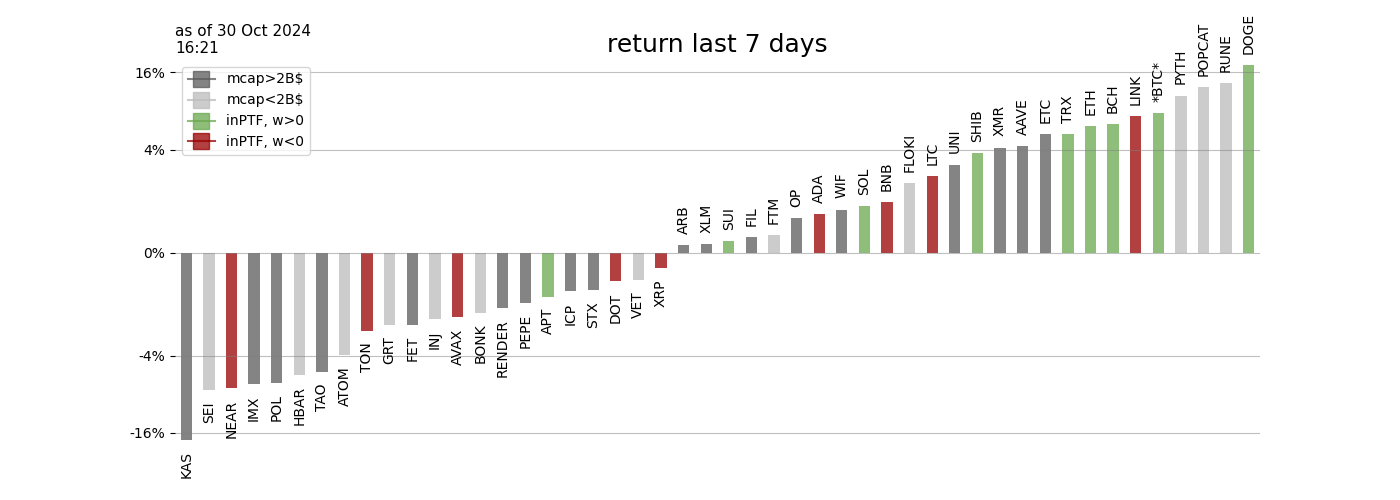 as of 30 Oct 2024
16:21
return last 7 days
mcap>2B$
mcap<2B$
inPTF, w>0
inPTF, w<0
16%
4%
0%
-4%
-16%
KAS
SEI
NEAR
IMX
POL
HBAR
TAO
ATOM
TON
GRT
FET
INJ
AVAX
BONK
RENDER
PEPE
APT
ICP
STX
DOT
VET
XRP
ARB
XLM
SUI
FIL
FTM
OP
ADA
WIF
SOL
BNB
FLOKI
LTC
UNI
SHIB
XMR
AAVE
ETC
TRX
ETH
BCH
LINK
*BTC*
PYTH
POPCAT
RUNE
DOGE